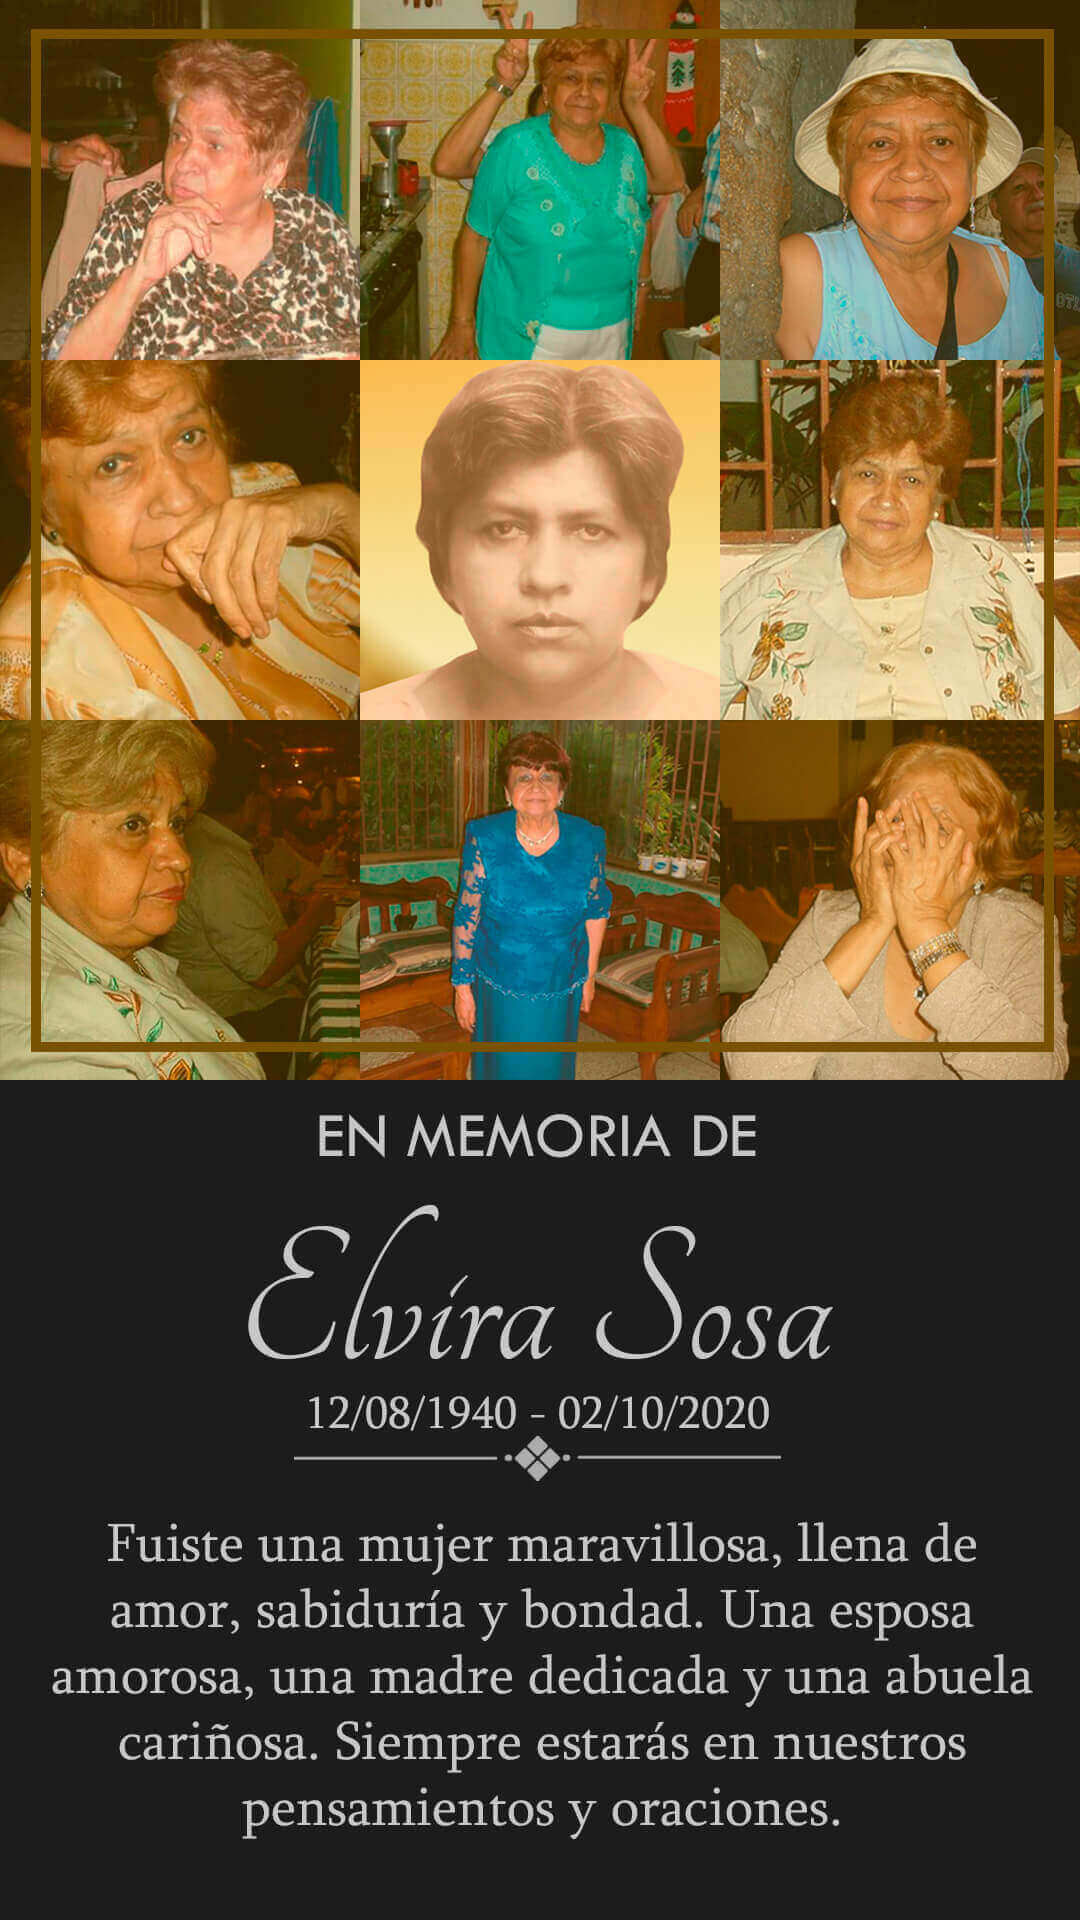 EN MEMORIA DE
Elvira Sosa
12/08/1940 - 02/10/2020
Fuiste una mujer maravillosa, llena de
amor, sabiduría y bondad. Una esposa
amorosa, una madre dedicada y una abuela
cariñosa. Siempre estarás en nuestros
pensamientos y oraciones.